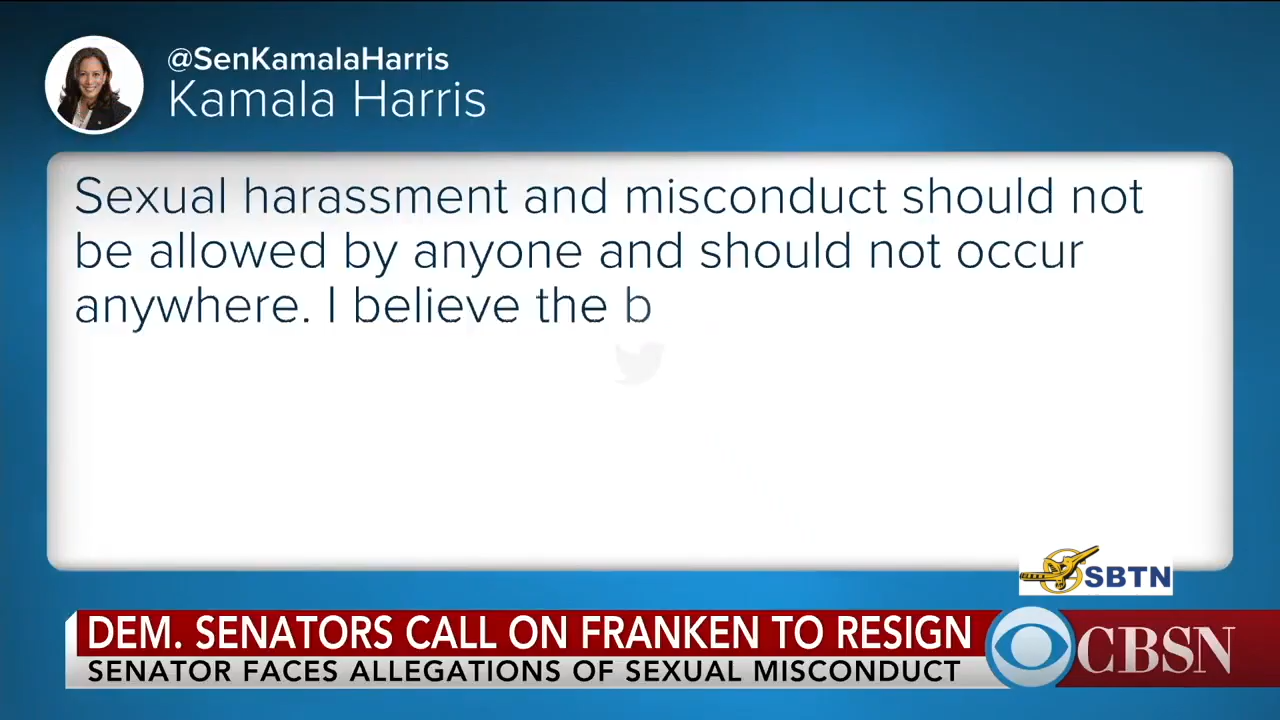 @SenKamalaHarris
Kamala Harris
Sexual harassment and misconduct should not
be allowed by anyone and should not occur
anywhere. I believe the b
SBTN
DEM. SENATORS CALL ON FRANKEN TO RESIGN
SENATOR FACES ALLEGATIONS OF SEXUAL MISCONDUCT
CBSN